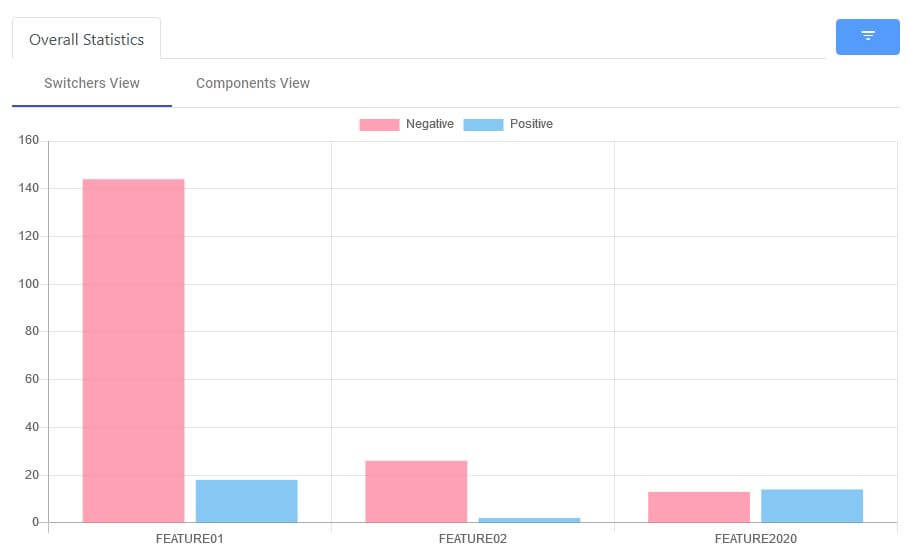 Overall Statistics
Switchers View Components View
Negative Positive
160
140
120
100
80
60
40
20
0
FEATURE01 FEATURE02 FEATURE2020